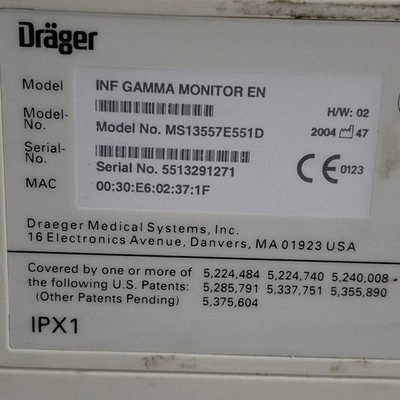 Dräger
Model INF GAMMA MONITOR EN
Model-No. Model No. MS13557E551D
H/W: 02
2004 47
Serial-No. Serial No. 5513291271
CE 0123
MAC 00:30:E6:02:37:1F
Draeger Medical Systems, Inc.
16 Electronics Avenue, Danvers, MA 01923 USA
Covered by one or more of 5,224,484 5,224,740 5,240,008
the following U.S. Patents: 5,285,791 5,337,751 5,355,890
(Other Patents Pending) 5,375,604
IPX1